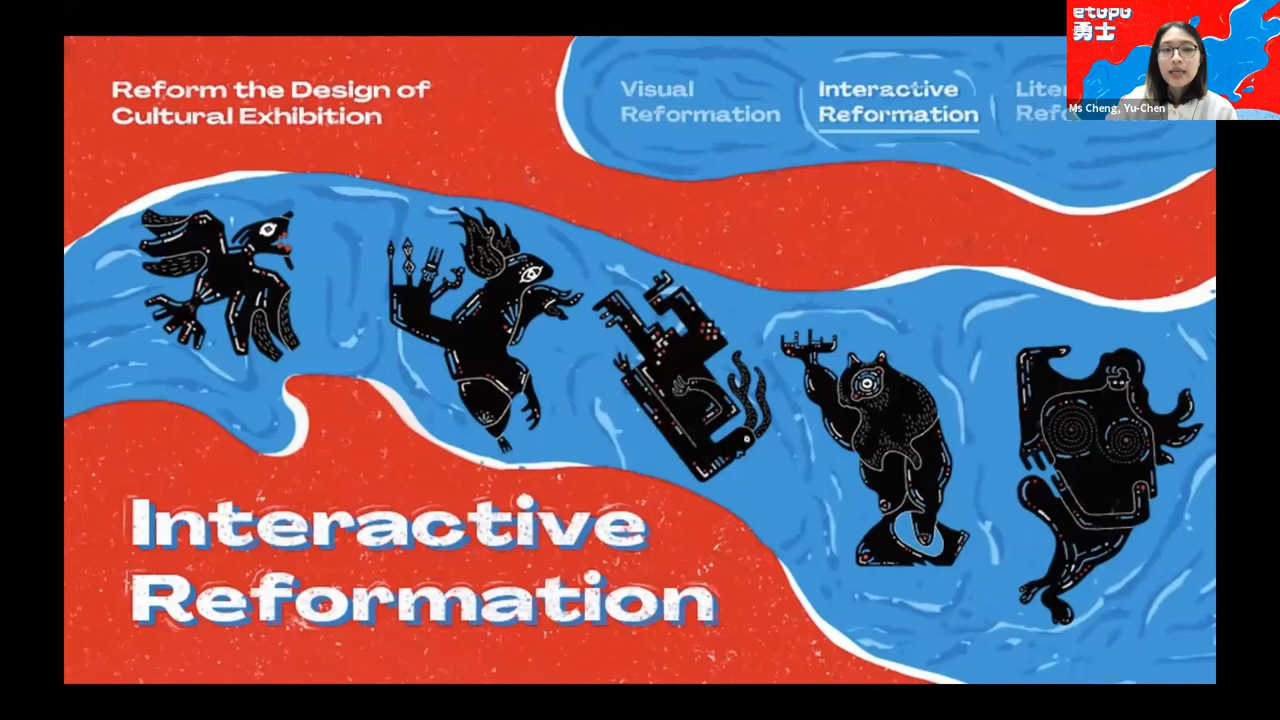 Reform the Design of
Cultural Exhibition
Visual
Reformation
Interactive
Reformation
etupu
勇士
Ms Cheng, Yu-Chen
Interactive
Reformation